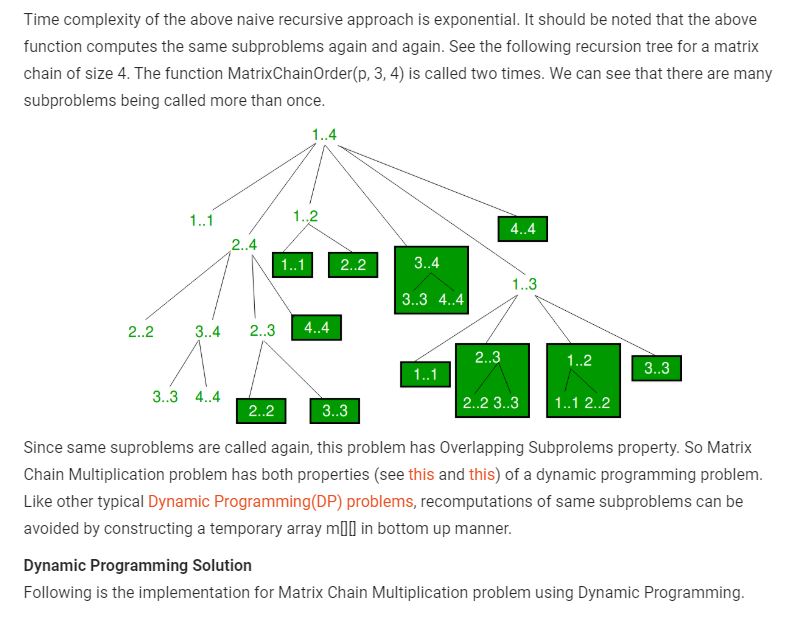 Time complexity of the above naive recursive approach is exponential. It should be noted that the above
function computes the same subproblems again and again. See the following recursion tree for a matrix
chain of size 4. The function MatrixChainOrder(p, 3, 4) is called two times. We can see that there are many
subproblems being called more than once.
1..4
1..1
1..2
4..4
2..4
1..1 2..2
3..4
3..3 4..4
1..3
2..2 3..4 2..3 4..4
2..3
1..2
1..1
3..3
3..3 4..4
2..2 3..3
2..2 3..3
1..1 2..2
Since same suproblems are called again, this problem has Overlapping Subprolems property. So Matrix
Chain Multiplication problem has both properties (see this and this) of a dynamic programming problem.
Like other typical Dynamic Programming(DP) problems, recomputations of same subproblems can be
avoided by constructing a temporary array m[][] in bottom up manner.
Dynamic Programming Solution
Following is the implementation for Matrix Chain Multiplication problem using Dynamic Programming.